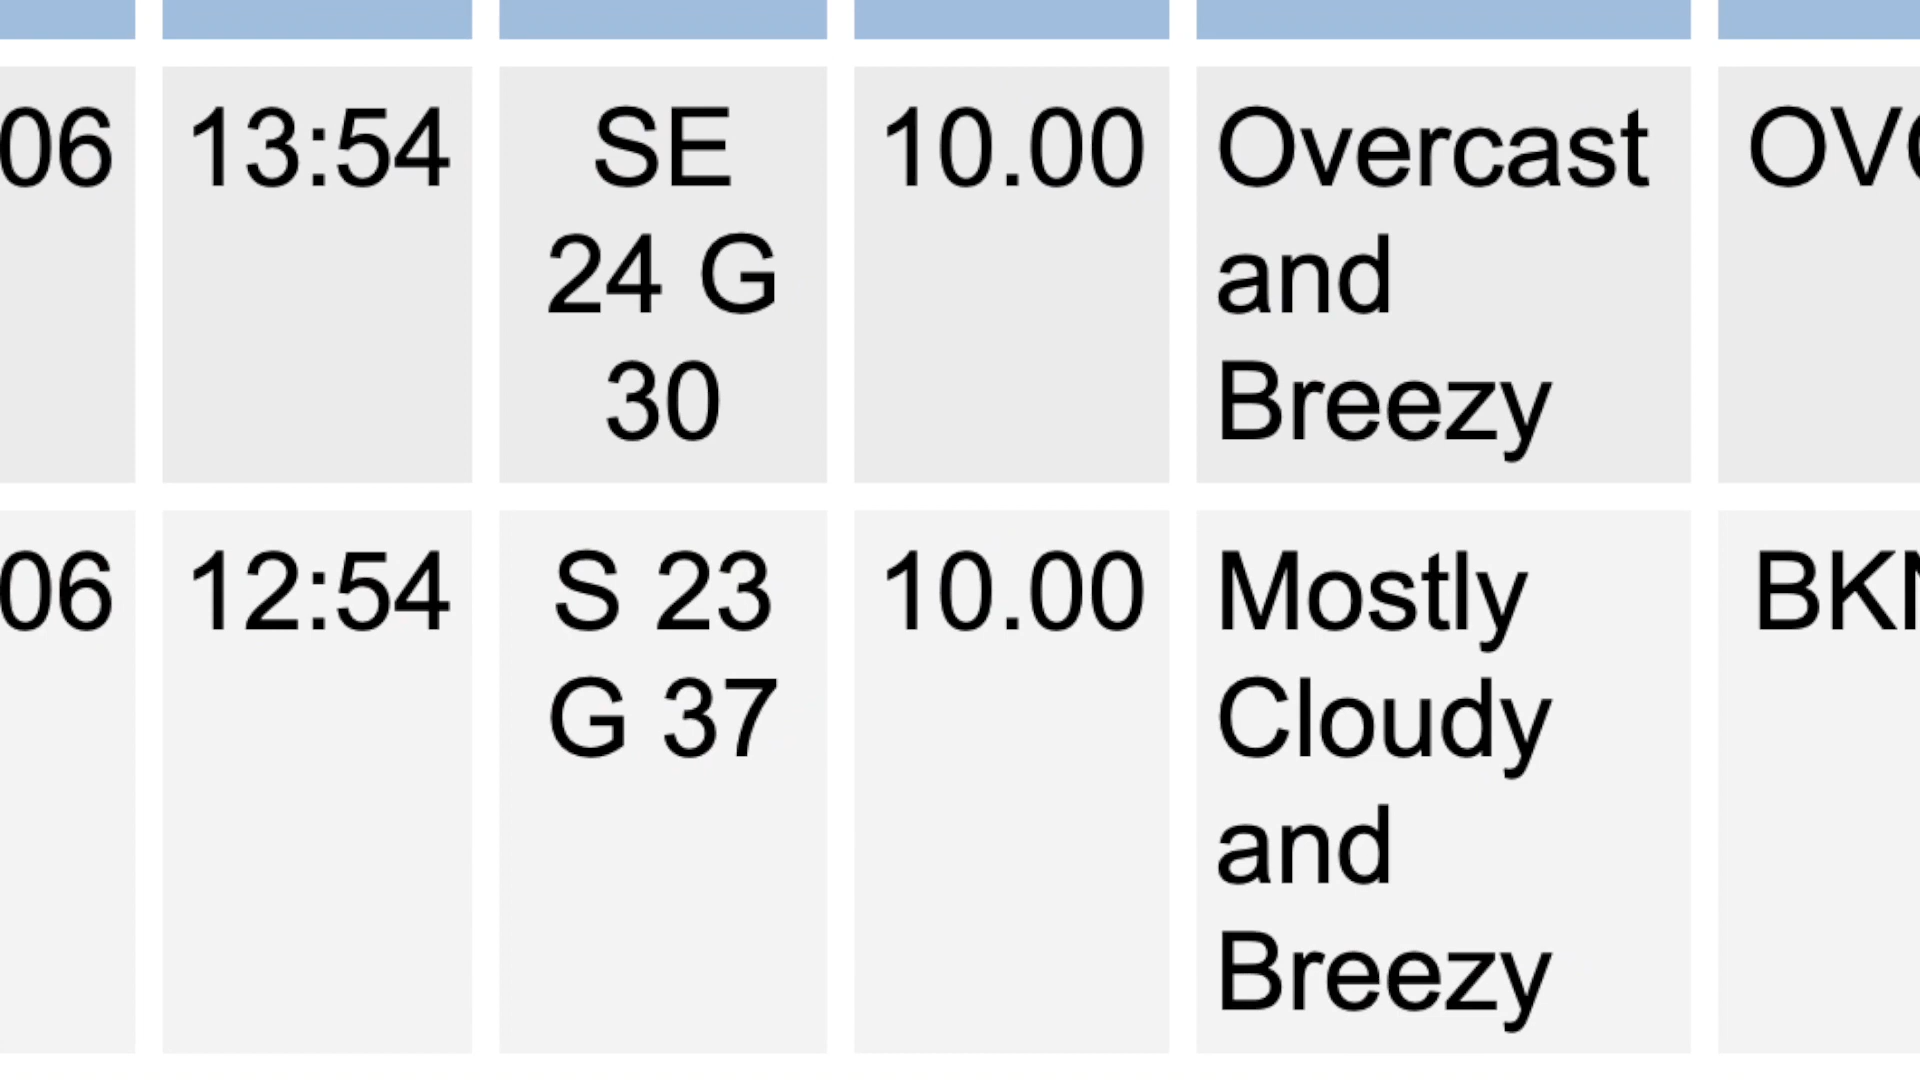 06 13:54 SE 10.00 Overcast
24 G and
30 Breezy
06 12:54 S 23 10.00 Mostly
G 37 Cloudy
and
Breezy